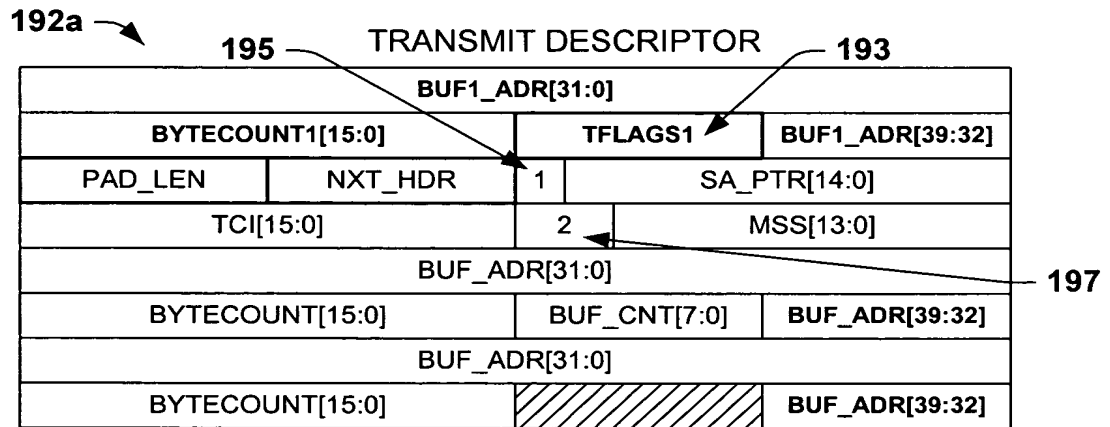 192a
195 TRANSMIT DESCRIPTOR 193
BUF1_ADR[31:0]
BYTECOUNT1[15:0] TFLAGS1 BUF1_ADR[39:32]
PAD_LEN NXT_HDR 1 SA_PTR[14:0]
TCI[15:0] 2 MSS[13:0]
BUF_ADR[31:0] 197
BYTECOUNT[15:0] BUF_CNT[7:0] BUF_ADR[39:32]
BUF_ADR[31:0]
BYTECOUNT[15:0] BUF_ADR[39:32]